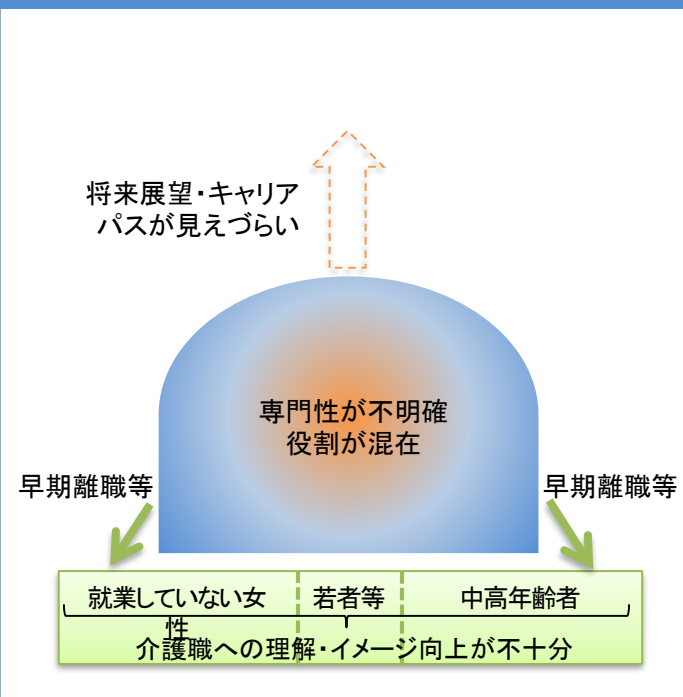 将来展望・キャリア
パスが見えづらい
専門性が不明確
役割が混在
早期離職等
早期離職等
就業していない女
性
若者等
中高年齢者
介護職への理解・イメージ向上が不十分